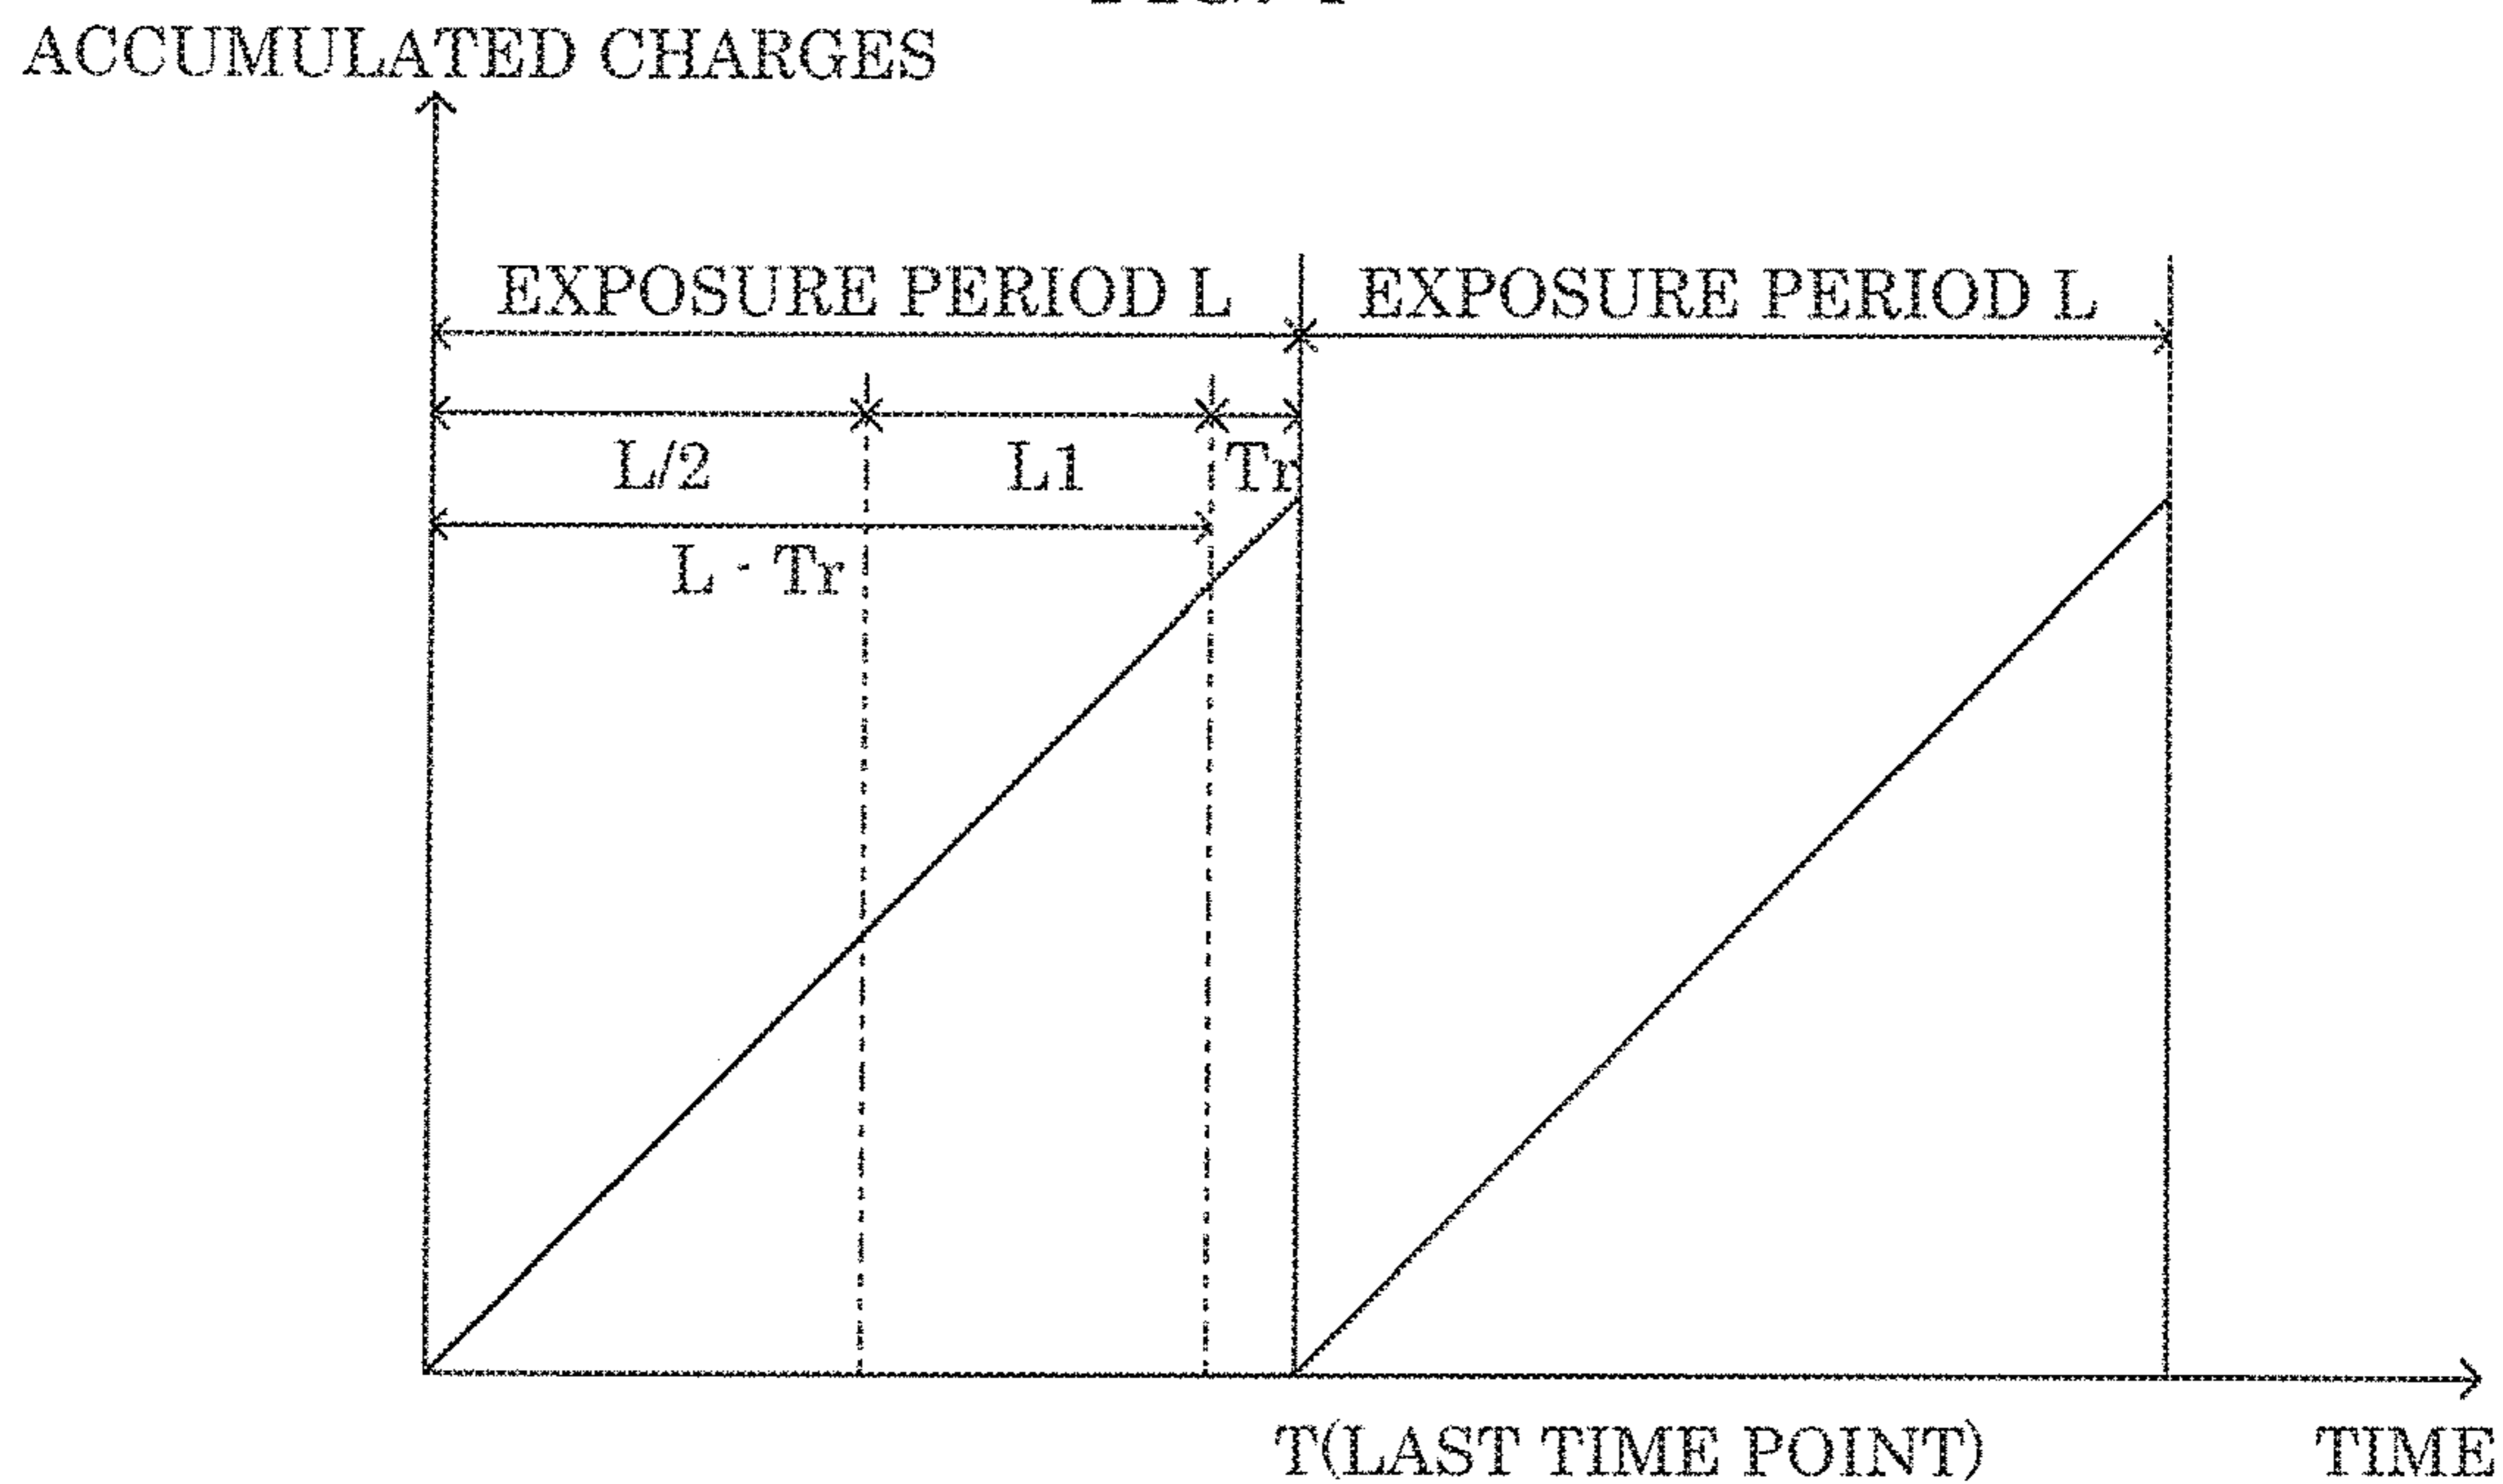 ACCUMULATED CHARGES
EXPOSURE PERIOD L
EXPOSURE PERIOD L
L/2
L1
Tr
L - Tr
T(LAST TIME POINT)
TIME